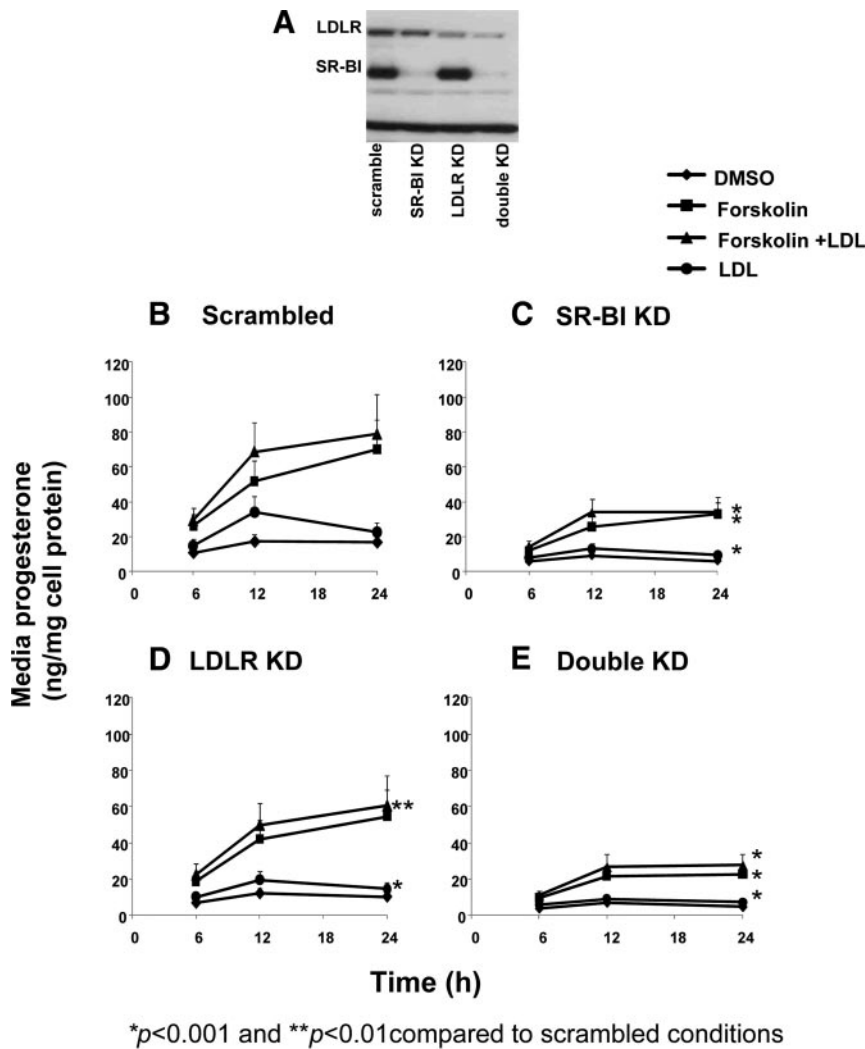 A
LDLR
SR-BI
scramble
SR-BI KD
LDLR KD
double KD
DMSO
Forskolin
Forskolin +LDL
LDL
B Scrambled
120
100
80
60
40
20
0
0 6 12 18 24
C SR-BI KD
120
100
80
60
40
20
0
0 6 12 18 24
*
*
*
Media progesterone
(ng/mg cell protein)
D LDLR KD
120
100
80
60
40
20
0
0 6 12 18 24
**
*
E Double KD
120
100
80
60
40
20
0
0 6 12 18 24
*
*
*
Time (h)
*p<0.001 and **p<0.01compared to scrambled conditions